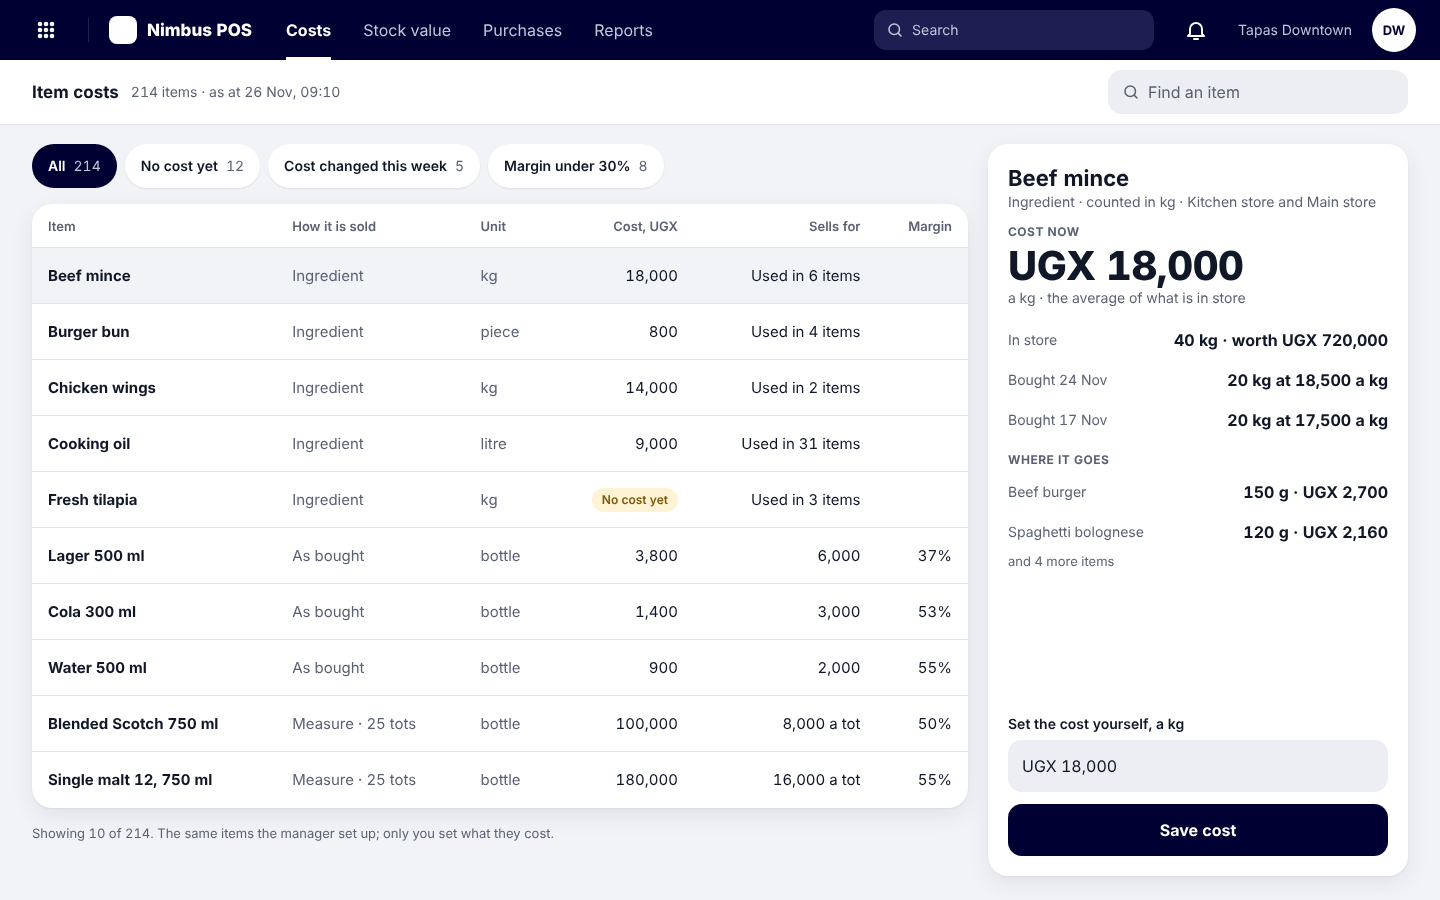 Nimbus POS
Costs
Stock value
Purchases
Reports
Search
Tapas Downtown
DW
Item costs
214 items · as at 26 Nov, 09:10
Find an item
All 214
No cost yet 12
Cost changed this week 5
Margin under 30% 8
Item How it is sold Unit Cost, UGX Sells for Margin
Beef mince Ingredient kg 18,000 Used in 6 items
Burger bun Ingredient piece 800 Used in 4 items
Chicken wings Ingredient kg 14,000 Used in 2 items
Cooking oil Ingredient litre 9,000 Used in 31 items
Fresh tilapia Ingredient kg No cost yet Used in 3 items
Lager 500 ml As bought bottle 3,800 6,000 37%
Cola 300 ml As bought bottle 1,400 3,000 53%
Water 500 ml As bought bottle 900 2,000 55%
Blended Scotch 750 ml Measure · 25 tots bottle 100,000 8,000 a tot 50%
Single malt 12, 750 ml Measure · 25 tots bottle 180,000 16,000 a tot 55%
Showing 10 of 214. The same items the manager set up; only you set what they cost.
Beef mince
Ingredient · counted in kg · Kitchen store and Main store
COST NOW
UGX 18,000
a kg · the average of what is in store
In store 40 kg · worth UGX 720,000
Bought 24 Nov 20 kg at 18,500 a kg
Bought 17 Nov 20 kg at 17,500 a kg
WHERE IT GOES
Beef burger 150 g · UGX 2,700
Spaghetti bolognese 120 g · UGX 2,160
and 4 more items
Set the cost yourself, a kg
UGX 18,000
Save cost